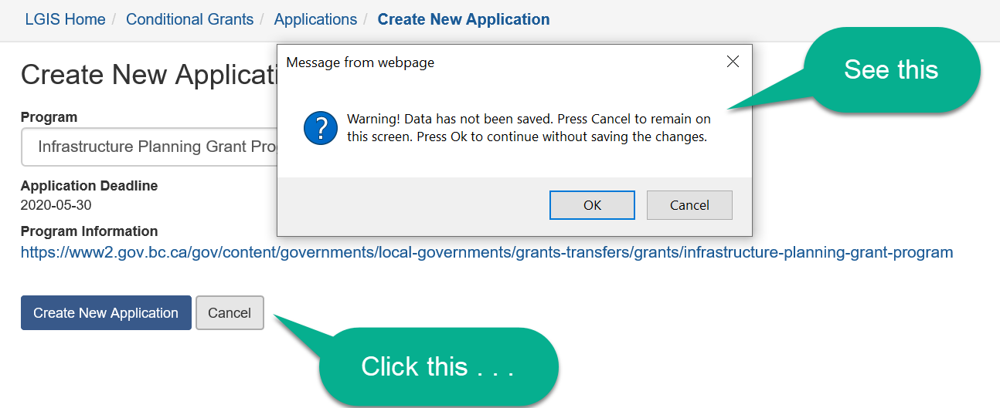 LGIS Home / Conditional Grants / Applications / Create New Application
Message from webpage
See this
Create New Applicati
Warning! Data has not been saved. Press Cancel to remain on
this screen. Press Ok to continue without saving the changes.
Program
Infrastructure Planning Grant Pro
Application Deadline
2020-05-30
OK Cancel
Program Information
https://www2.gov.bc.ca/gov/content/governments/local-governments/grants-transfers/grants/infrastructure-planning-grant-program
Create New Application Cancel
Click this . . .